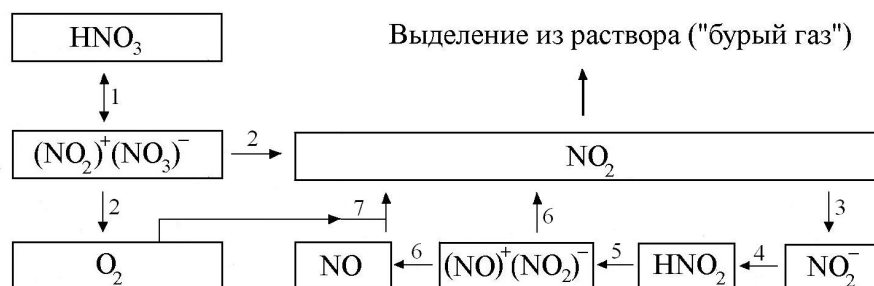 HNO₃
Выделение из раствора ("бурый газ")
1
(NO₂)⁺(NO₃)⁻
2
NO₂
2
7
6
3
O₂
NO
6
(NO)⁺(NO₂)⁻
5
HNO₂
4
NO₂⁻